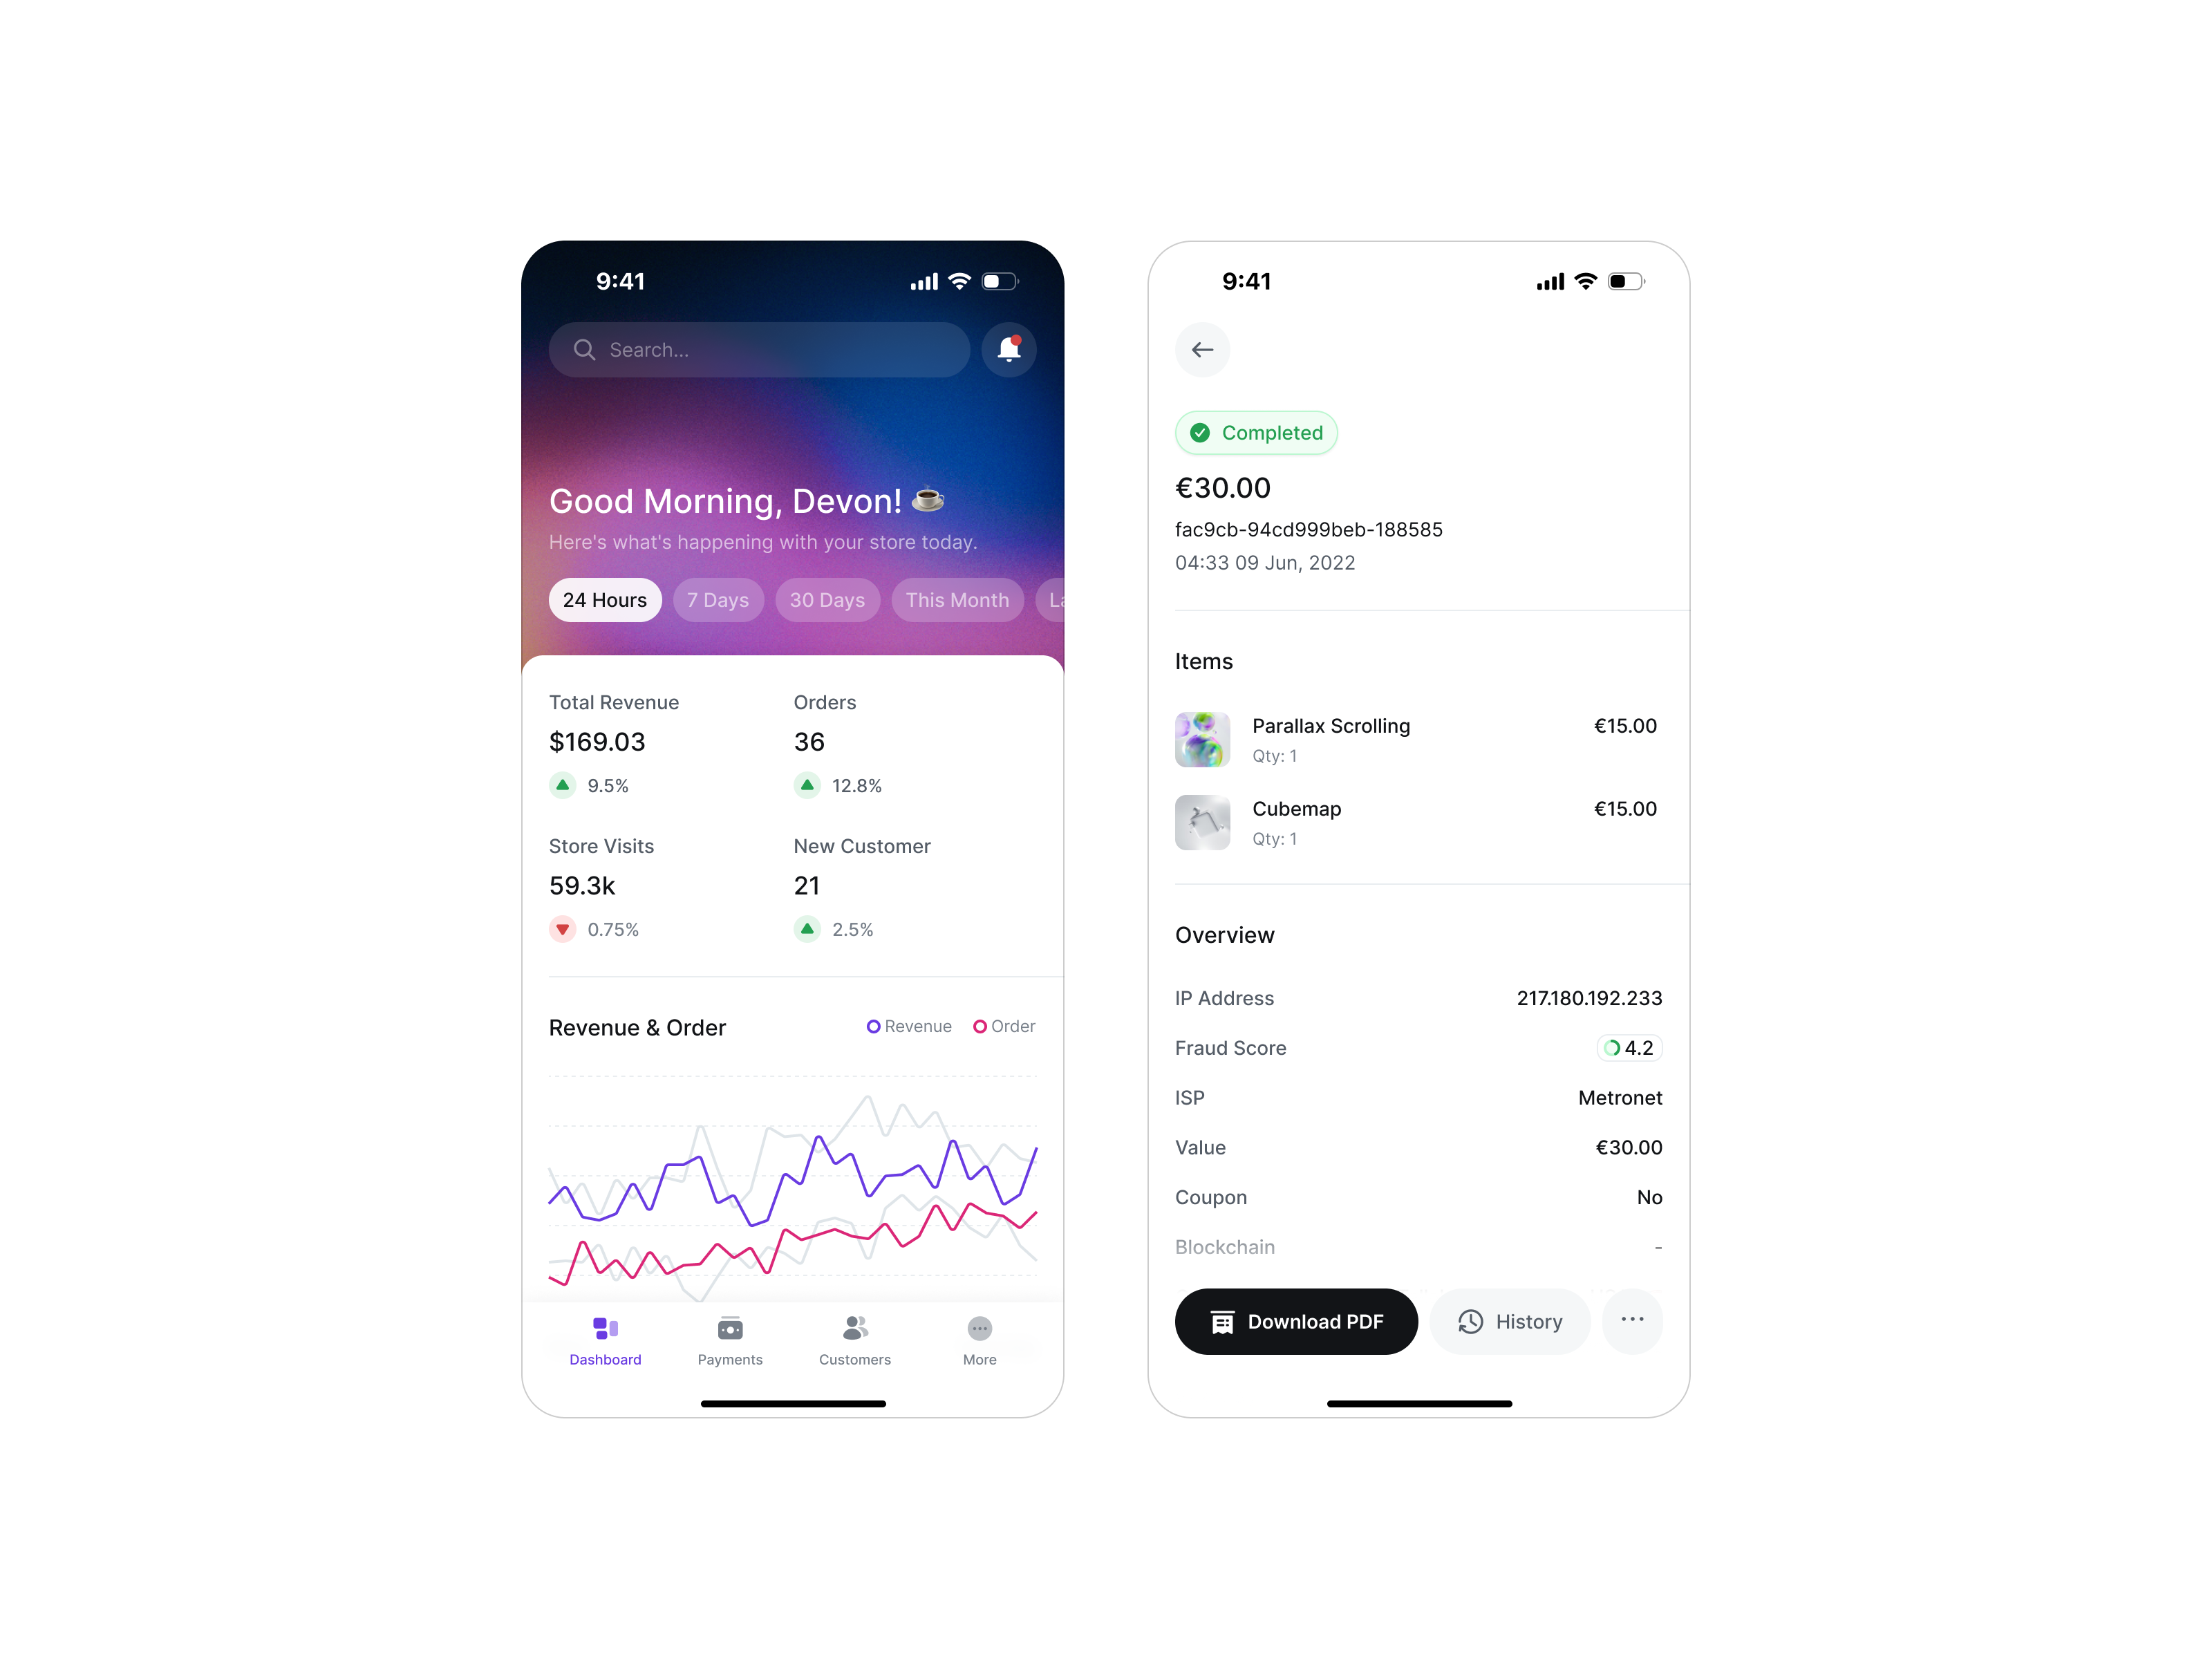 9:41
Search...
Good Morning, Devon!
Here's what's happening with your store today.
24 Hours 7 Days 30 Days This Month La
Total Revenue Orders
$169.03 36
9.5% 12.8%
Store Visits New Customer
59.3k 21
0.75% 2.5%
Revenue & Order Revenue Order
Dashboard Payments Customers More
9:41
Completed
€30.00
fac9cb-94cd999beb-188585
04:33 09 Jun, 2022
Items
Parallax Scrolling €15.00
Qty: 1
Cubemap €15.00
Qty: 1
Overview
IP Address 217.180.192.233
Fraud Score 4.2
ISP Metronet
Value €30.00
Coupon No
Blockchain -
Download PDF History